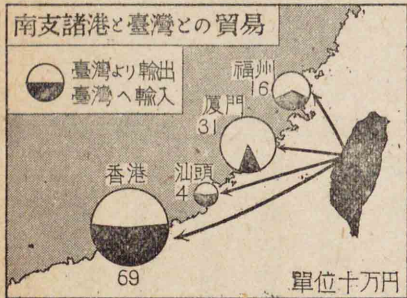 南支諸港と臺灣との貿易
臺灣より輸出
臺灣へ輸入
福州
16
厦門
31
汕頭
4
香港
69
單位十万円